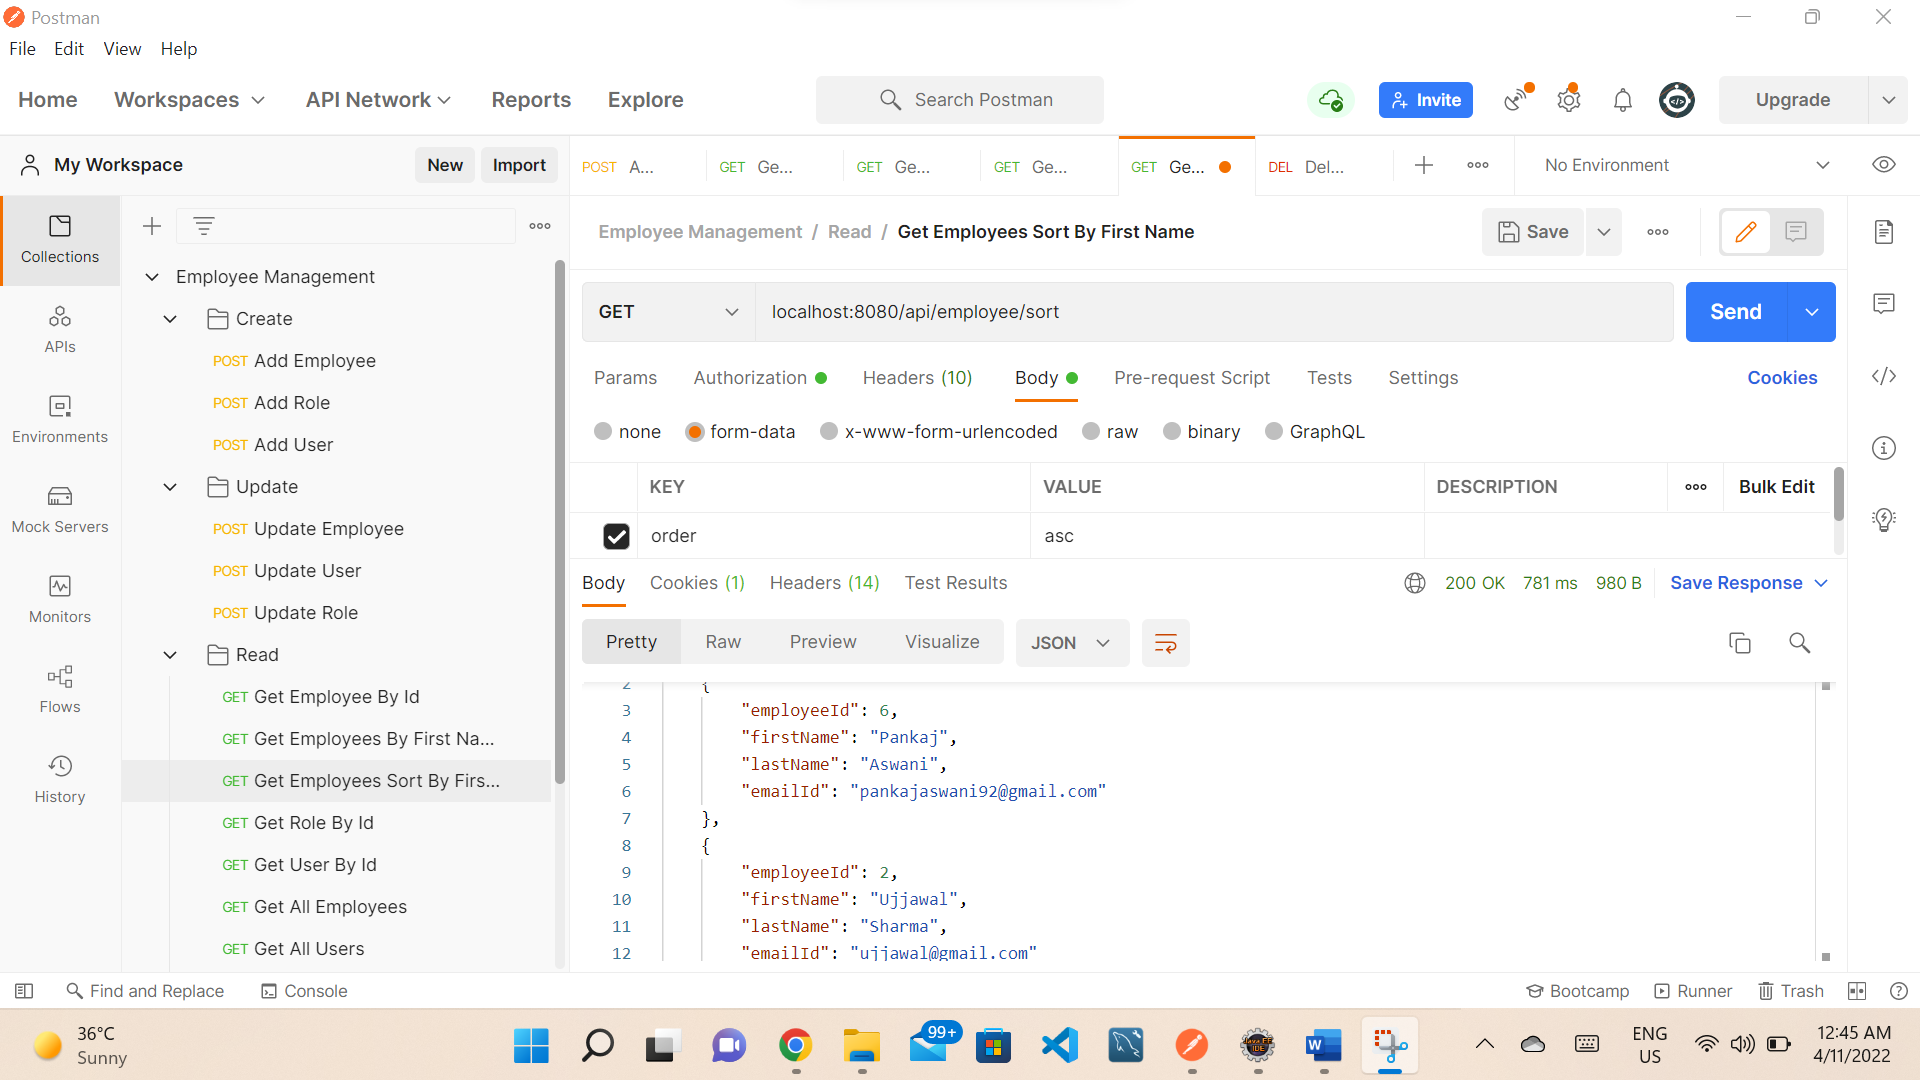 Postman
File Edit View Help
Home Workspaces API Network Reports Explore Search Postman Invite Upgrade
My Workspace New Import
POST A... GET Ge... GET Ge... GET Ge... GET Ge... DEL Del... No Environment
Collections
APIs
Environments
Mock Servers
Monitors
Flows
History
Employee Management
Create
POST Add Employee
POST Add Role
POST Add User
Update
POST Update Employee
POST Update User
POST Update Role
Read
GET Get Employee By Id
GET Get Employees By First Na...
GET Get Employees Sort By Firs...
GET Get Role By Id
GET Get User By Id
GET Get All Employees
GET Get All Users
Employee Management / Read / Get Employees Sort By First Name Save
GET localhost:8080/api/employee/sort Send
Params Authorization Headers (10) Body Pre-request Script Tests Settings Cookies
none form-data x-www-form-urlencoded raw binary GraphQL
KEY VALUE DESCRIPTION Bulk Edit
order asc
Body Cookies (1) Headers (14) Test Results 200 OK 781 ms 980 B Save Response
Pretty Raw Preview Visualize JSON
2 {
3 "employeeId": 6,
4 "firstName": "Pankaj",
5 "lastName": "Aswani",
6 "emailId": "pankajaswani92@gmail.com"
7 },
8 {
9 "employeeId": 2,
10 "firstName": "Ujjawal",
11 "lastName": "Sharma",
12 "emailId": "ujjawal@gmail.com"
Find and Replace Console Bootcamp Runner Trash
36°C
Sunny
99+
Java EE
IDE
W
ENG
US
12:45 AM
4/11/2022